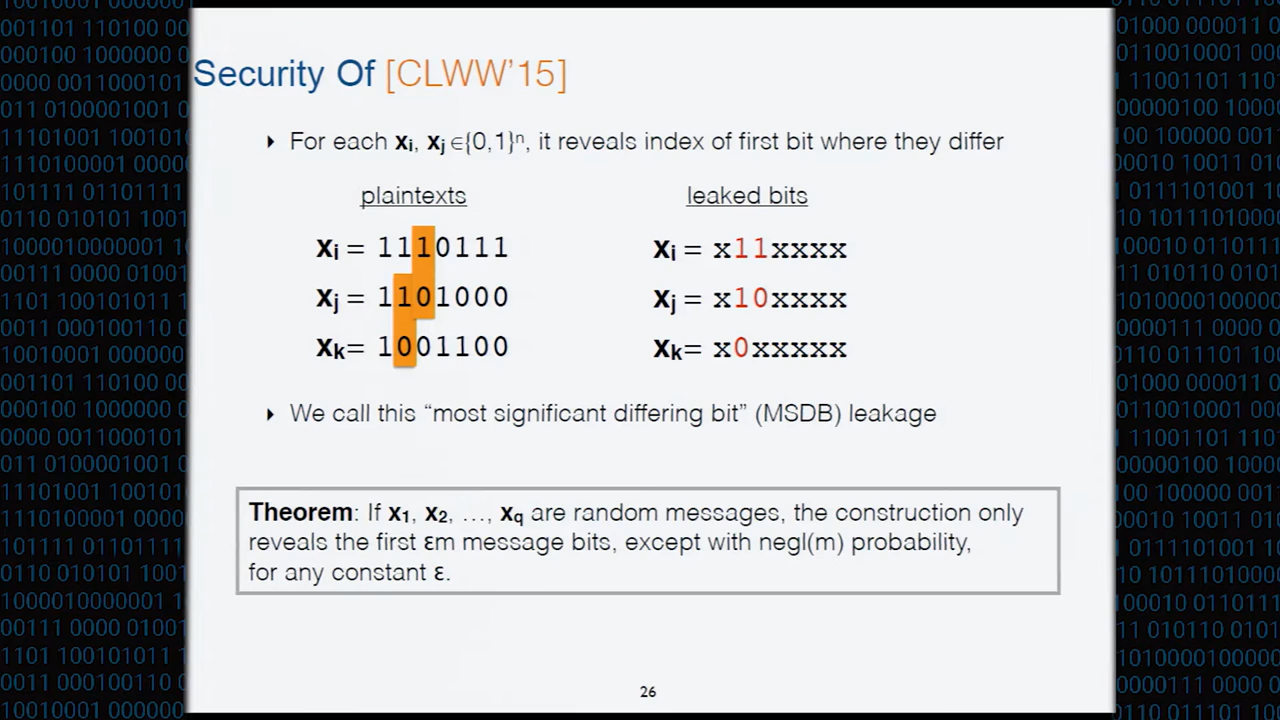 Security Of [CLWW'15]
‣ For each xᵢ, xⱼ ∈{0,1}ⁿ, it reveals index of first bit where they differ
plaintexts
leaked bits
xᵢ = 1110111
xᵢ = x11xxxx
xⱼ = 1101000
xⱼ = x10xxxx
xₖ= 1001100
xₖ= x0xxxxx
‣ We call this “most significant differing bit” (MSDB) leakage
Theorem: If x₁, x₂, …, x_q are random messages, the construction only
reveals the first εm message bits, except with negl(m) probability,
for any constant ε.
26